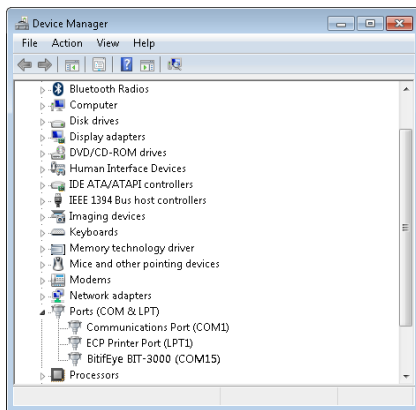 Device Manager
File Action View Help
Bluetooth Radios
Computer
Disk drives
Display adapters
DVD/CD-ROM drives
Human Interface Devices
IDE ATA/ATAPI controllers
IEEE 1394 Bus host controllers
Imaging devices
Keyboards
Memory technology driver
Mice and other pointing devices
Modems
Network adapters
Ports (COM & LPT)
Communications Port (COM1)
ECP Printer Port (LPT1)
BitifEye BIT-3000 (COM15)
Processors